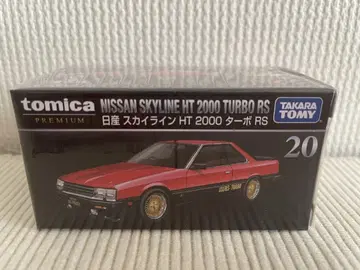 tomica
PREMIUM
NISSAN SKYLINE HT 2000 TURBO RS
日産 スカイライン HT 2000 ターボ RS
TAKARA
TOMY
20